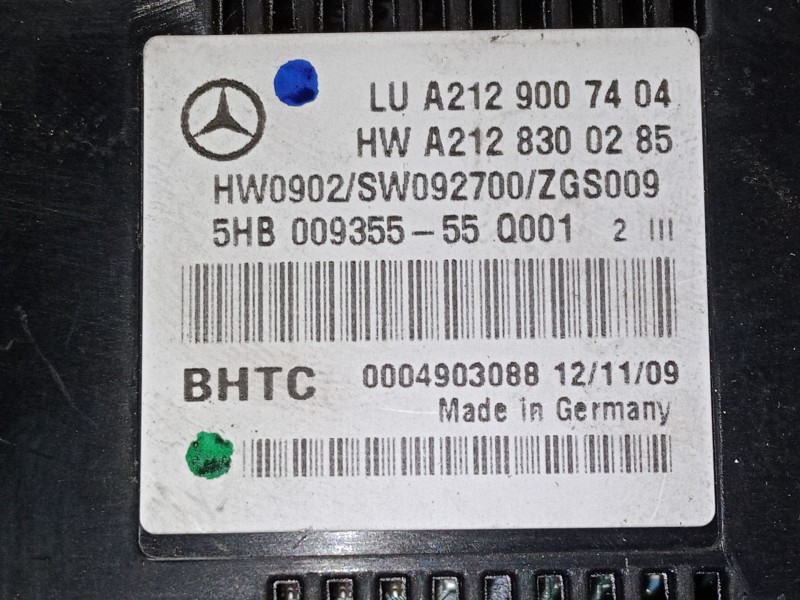 LU A212 900 74 04
HW A212 830 02 85
HW0902/SW092700/ZGS009
5HB 009355-55 Q001 2 III
BHTC 0004903088 12/11/09
Made in Germany